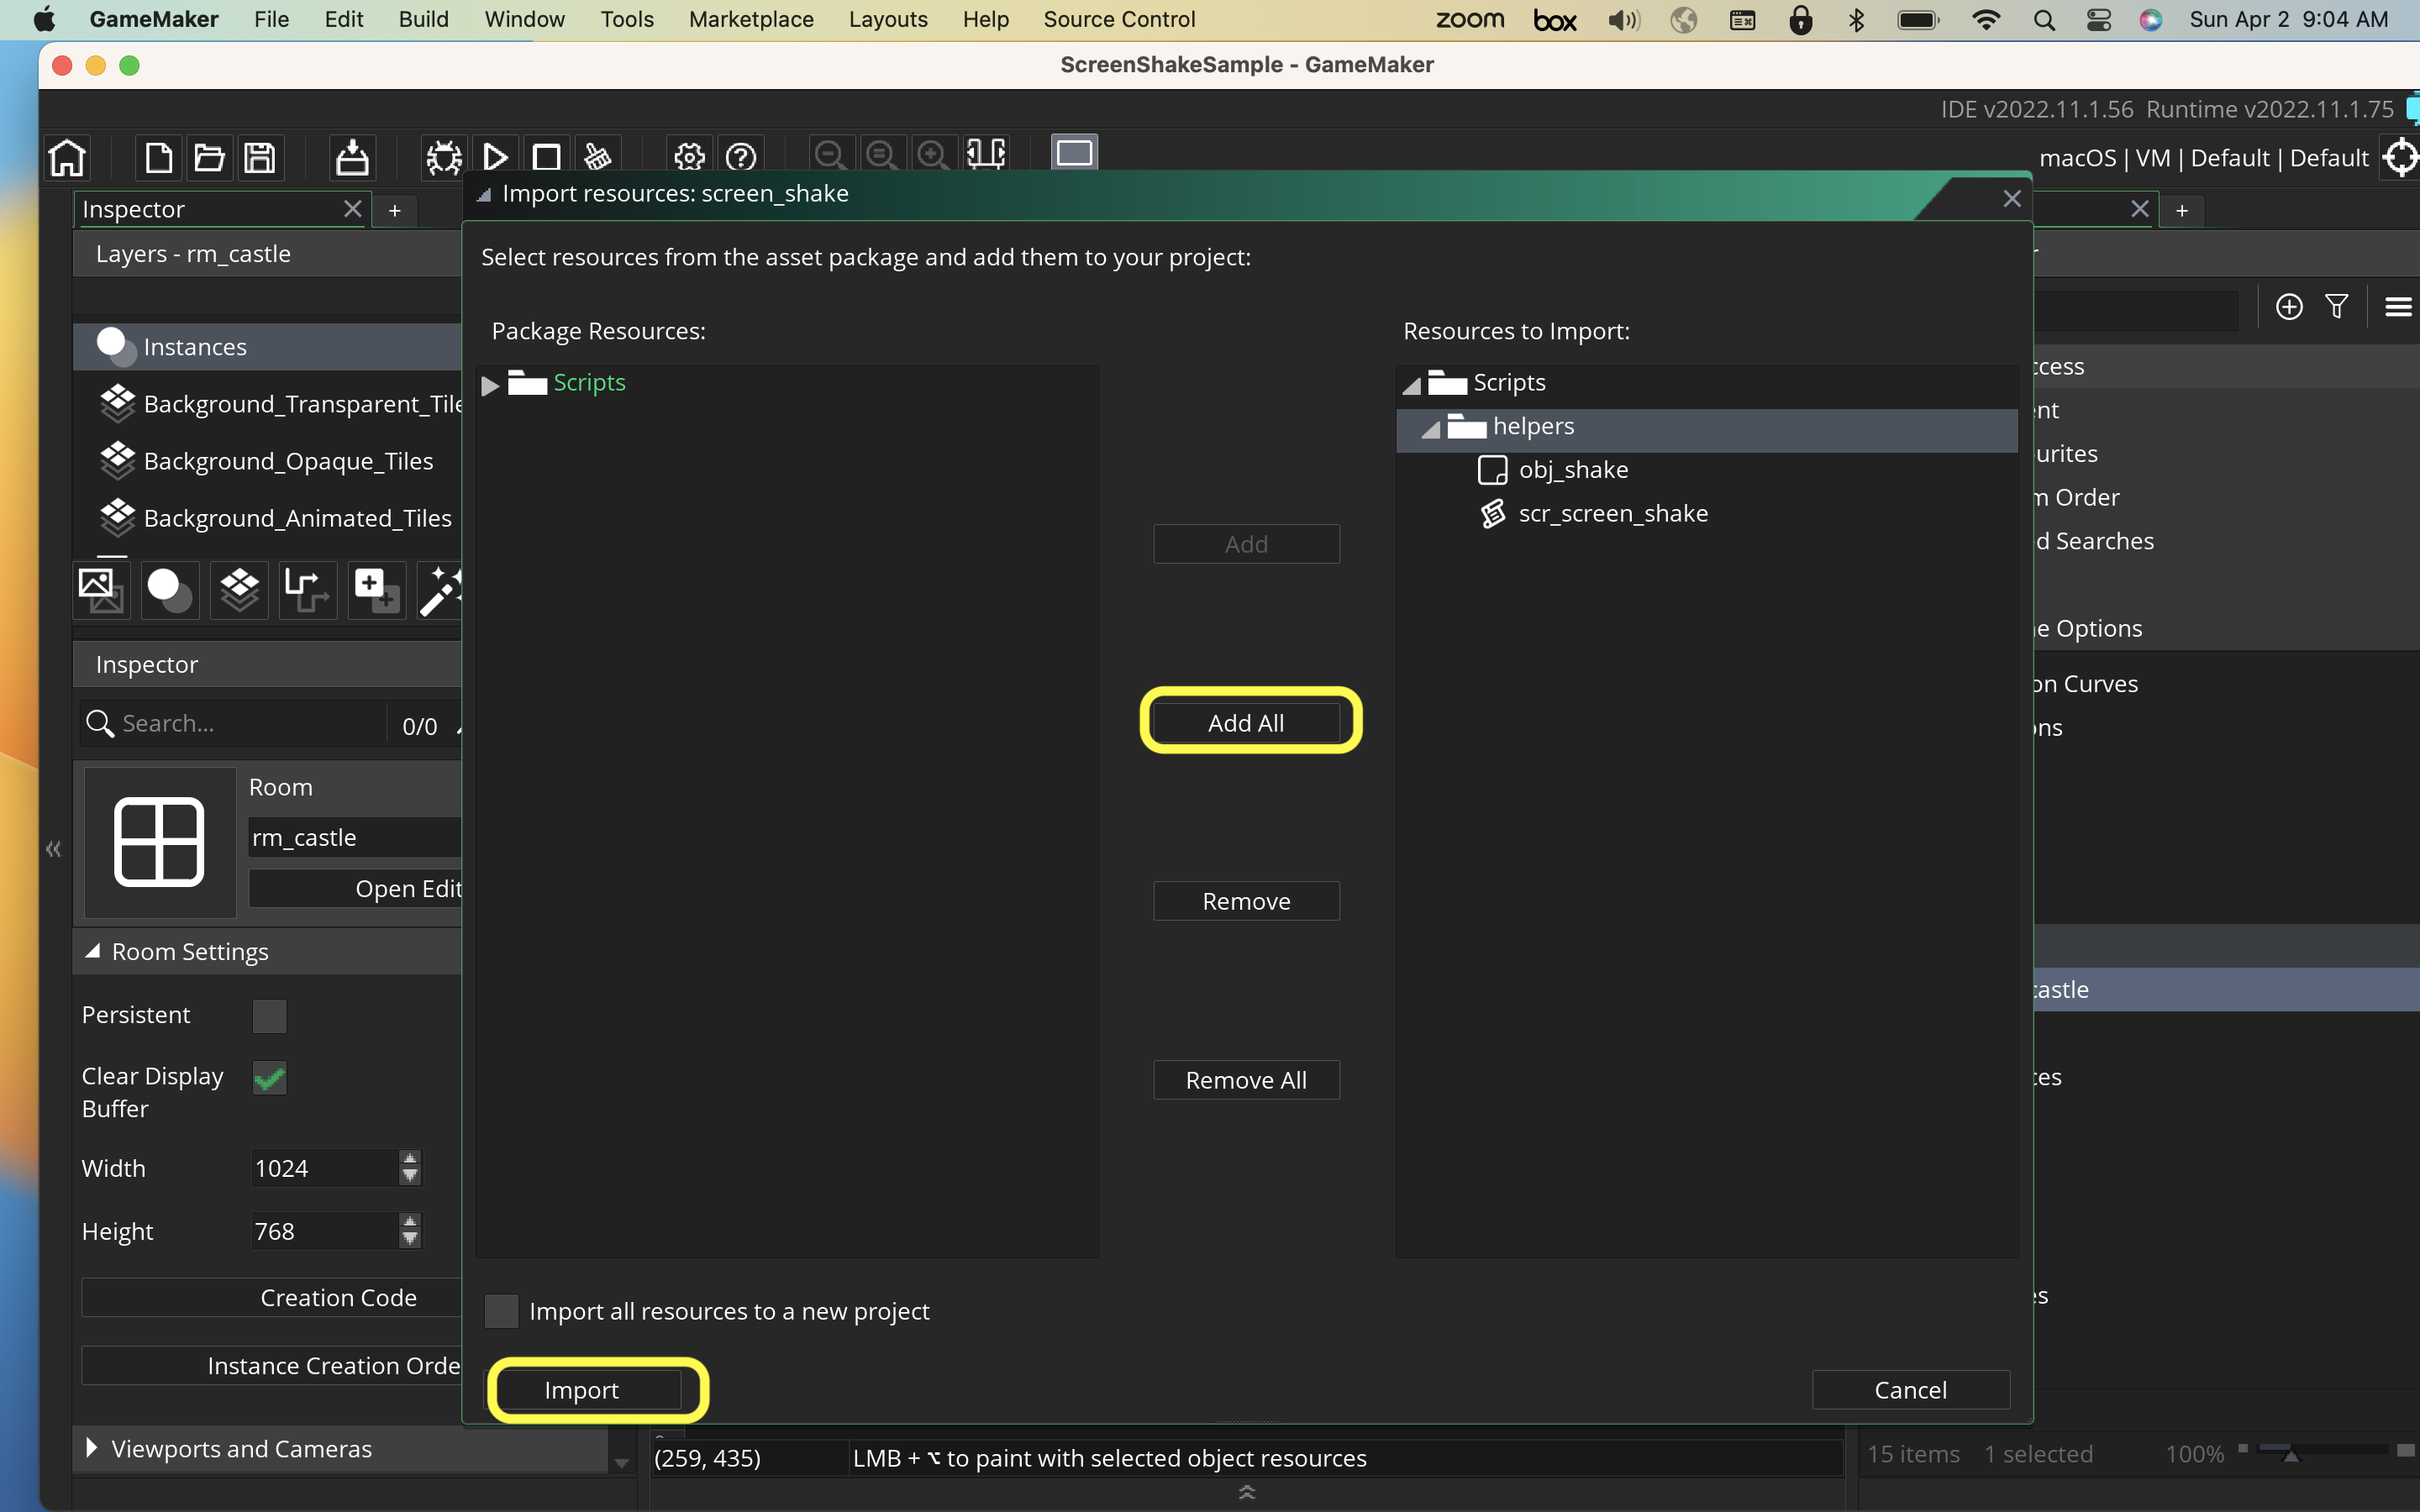 GameMaker File Edit Build Window Tools Marketplace Layouts Help Source Control zoom box Sun Apr 2 9:04 AM
ScreenShakeSample - GameMaker
IDE v2022.11.1.56 Runtime v2022.11.1.75
macOS | VM | Default | Default
Inspector
+
Import resources: screen_shake
+
Layers - rm_castle
Select resources from the asset package and add them to your project:
Package Resources:
Resources to Import:
Instances
Background_Transparent_Tile
Background_Opaque_Tiles
Background_Animated_Tiles
Scripts
Scripts
helpers
obj_shake
scr_screen_shake
Add
Add All
Remove
Remove All
cess
nt
urites
m Order
d Searches
e Options
on Curves
ons
castle
ces
es
Inspector
Search...
0/0
Room
rm_castle
Open Edit
Room Settings
Persistent
Clear Display
Buffer
Width 1024
Height 768
Creation Code
Instance Creation Orde
Viewports and Cameras
Import all resources to a new project
Import
Cancel
(259, 435) LMB + ⌥ to paint with selected object resources
15 items 1 selected 100%